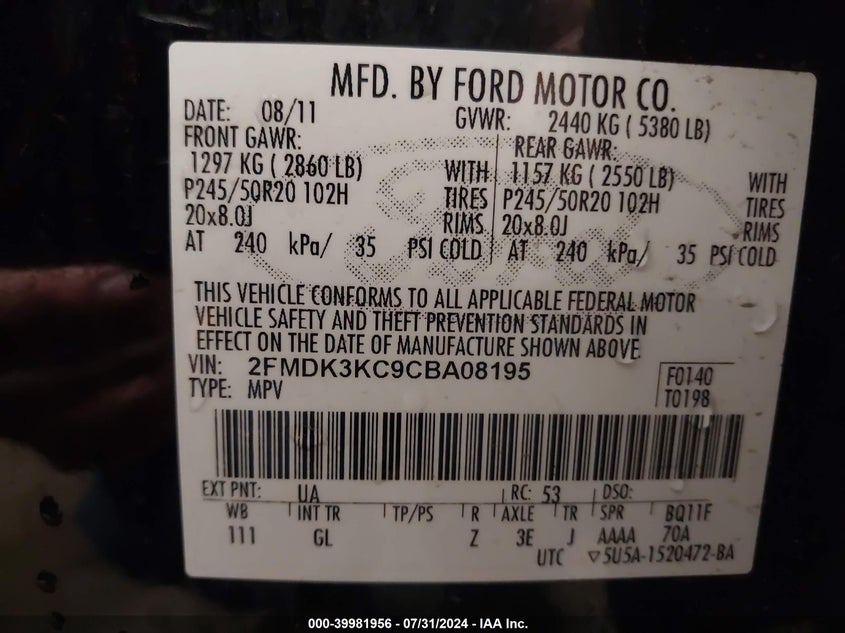 MFD. BY FORD MOTOR CO.
DATE: 08/11 GVWR: 2440 KG ( 5380 LB)
FRONT GAWR: REAR GAWR:
1297 KG ( 2860 LB) WITH 1157 KG ( 2550 LB) WITH
P245/50R20 102H TIRES P245/50R20 102H TIRES
20x8.0J RIMS 20x8.0J RIMS
AT 240 kPa/ 35 PSI COLD AT 240 kPa/ 35 PSI COLD
THIS VEHICLE CONFORMS TO ALL APPLICABLE FEDERAL MOTOR
VEHICLE SAFETY AND THEFT PREVENTION STANDARDS IN
EFFECT ON THE DATE OF MANUFACTURE SHOWN ABOVE.
VIN: 2FMDK3KC9CBA08195 F0140
TYPE: MPV T0198
EXT PNT: UA RC: 53 DSO:
WB INT TR TP/PS R AXLE TR SPR BQ11F
111 GL Z 3E J AAAA 70A
UTC ▽5U5A-1520472-BA
000-39981956 - 07/31/2024 - IAA Inc.